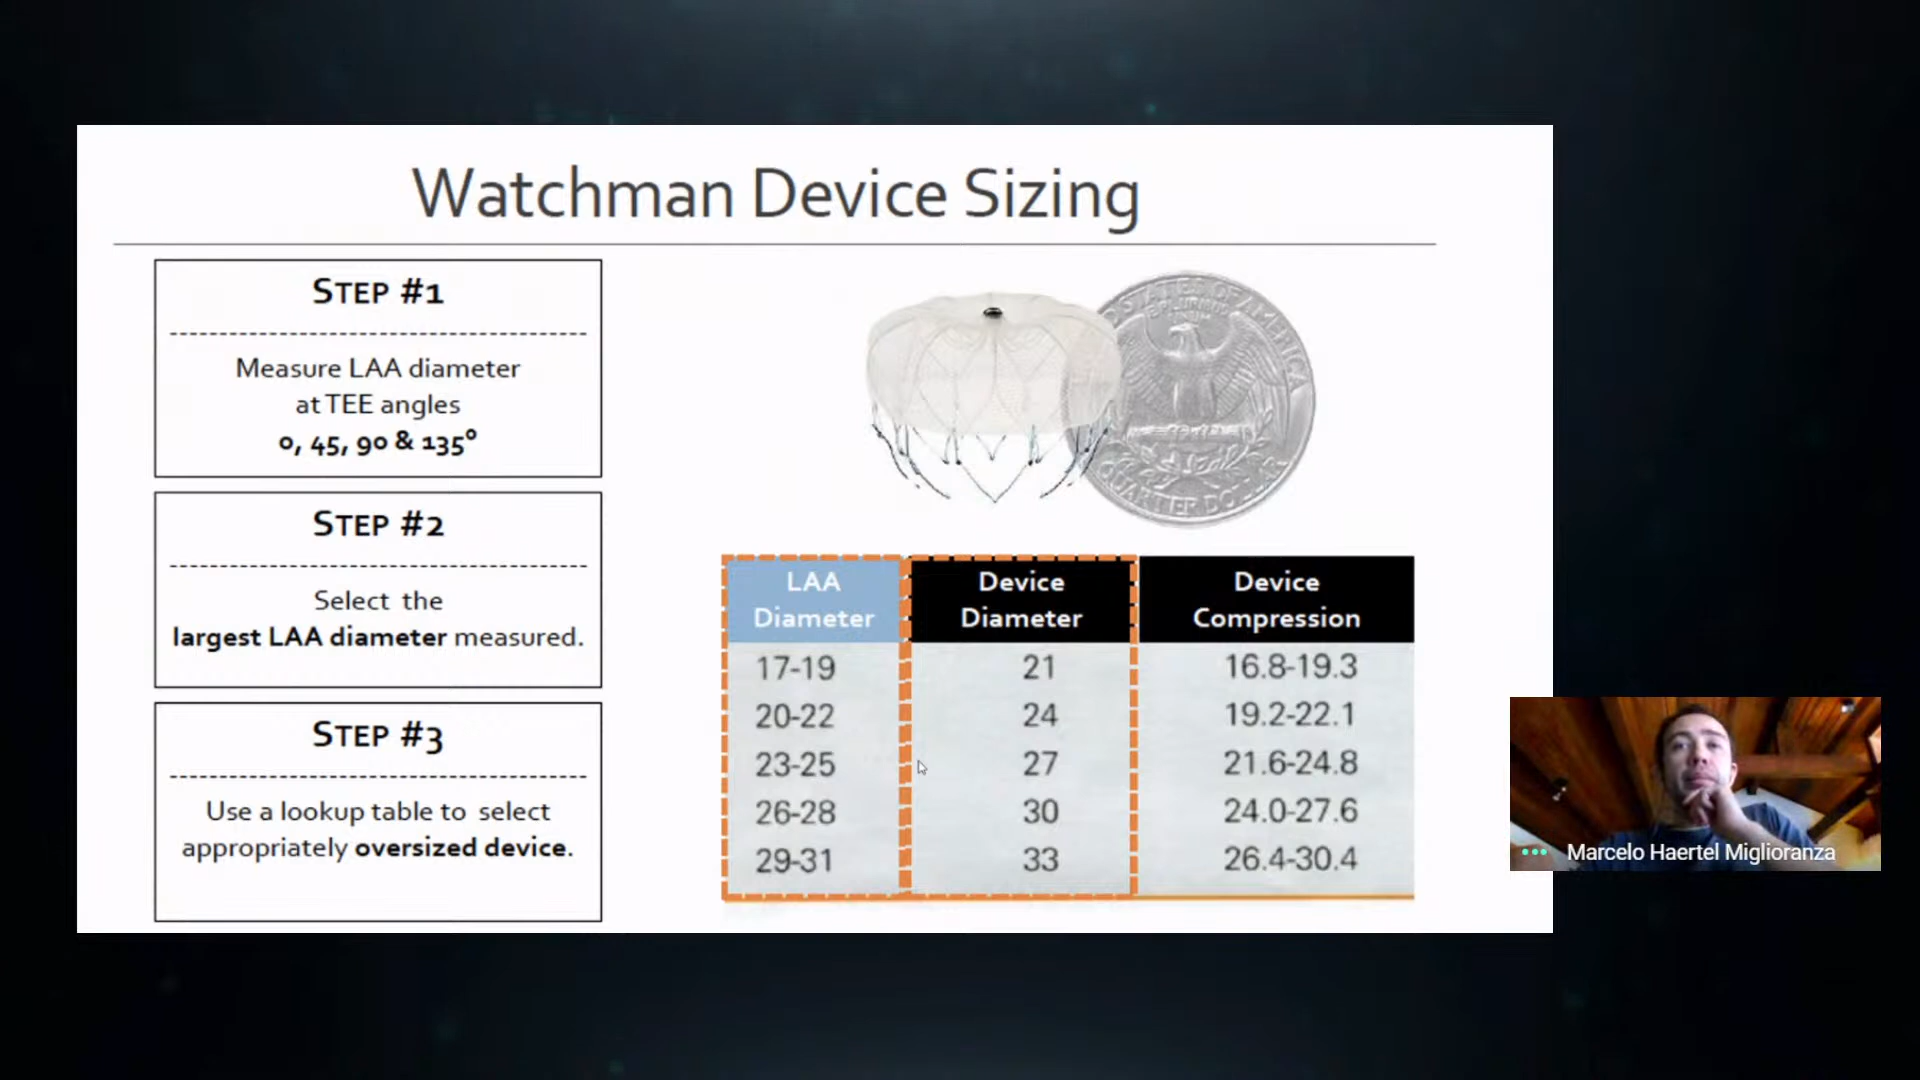 Watchman Device Sizing
STEP #1
Measure LAA diameter
at TEE angles
0, 45, 90 & 135°
STEP #2
Select the
largest LAA diameter measured.
STEP #3
Use a lookup table to select
appropriately oversized device.
LAA Diameter Device Diameter Device Compression
17-19 21 16.8-19.3
20-22 24 19.2-22.1
23-25 27 21.6-24.8
26-28 30 24.0-27.6
29-31 33 26.4-30.4
QUARTER DOLLAR
Marcelo Haertel Miglioranza